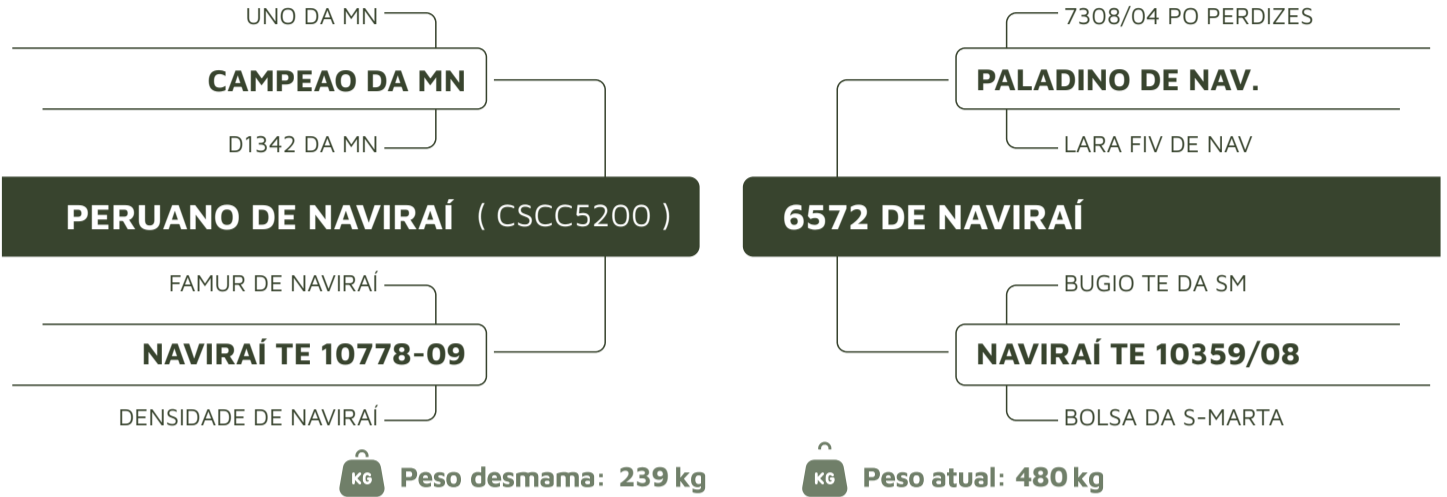 UNO DA MN
CAMPEAO DA MN
D1342 DA MN
PERUANO DE NAVIRAÍ ( CSCC5200 )
FAMUR DE NAVIRAÍ
NAVIRAÍ TE 10778-09
DENSIDADE DE NAVIRAÍ
7308/04 PO PERDIZES
PALADINO DE NAV.
LARA FIV DE NAV
6572 DE NAVIRAÍ
BUGIO TE DA SM
NAVIRAÍ TE 10359/08
BOLSA DA S-MARTA
KG Peso desmama: 239 kg
KG Peso atual: 480 kg